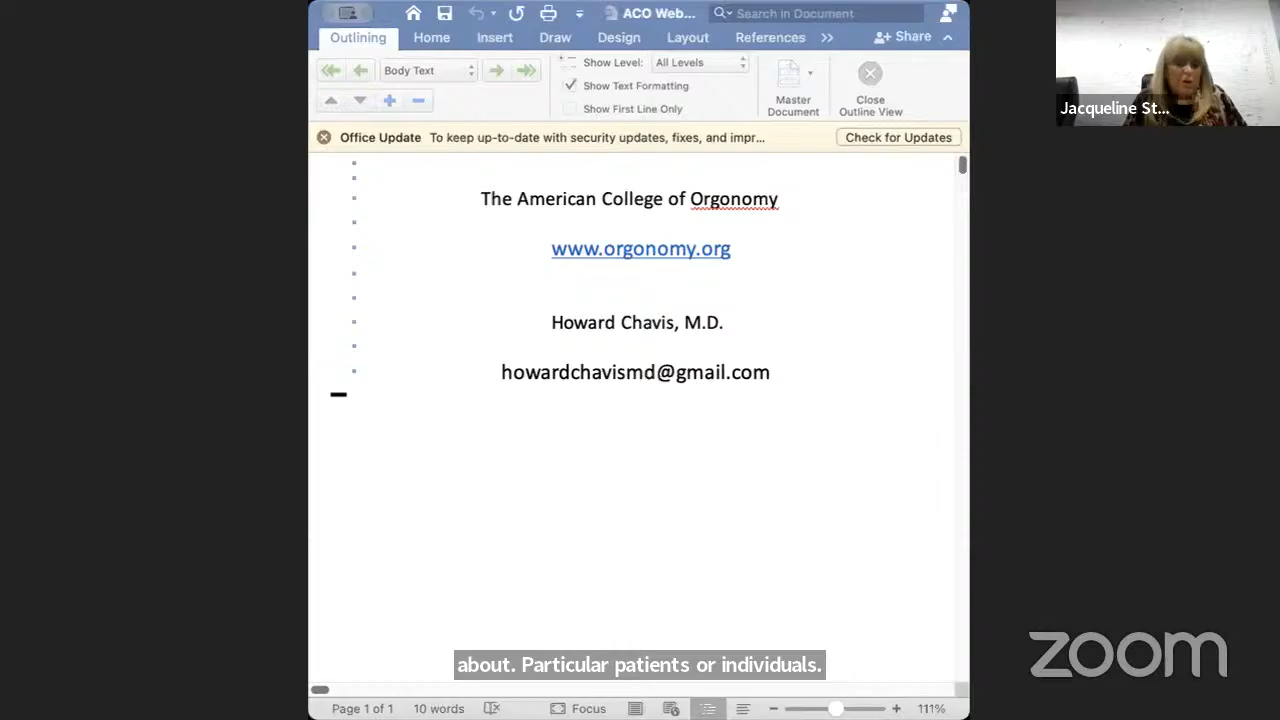 ACO Web...
Search in Document
Outlining
Home
Insert
Draw
Design
Layout
References
Share
Body Text
Show Level:
All Levels
Show Text Formatting
Show First Line Only
Master
Document
Close
Outline View
Office Update To keep up-to-date with security updates, fixes, and impr...
Check for Updates
The American College of Orgonomy
www.orgonomy.org
Howard Chavis, M.D.
howardchavismd@gmail.com
about. Particular patients or individuals.
Page 1 of 1
10 words
Focus
111%
Jacqueline St...
zoom